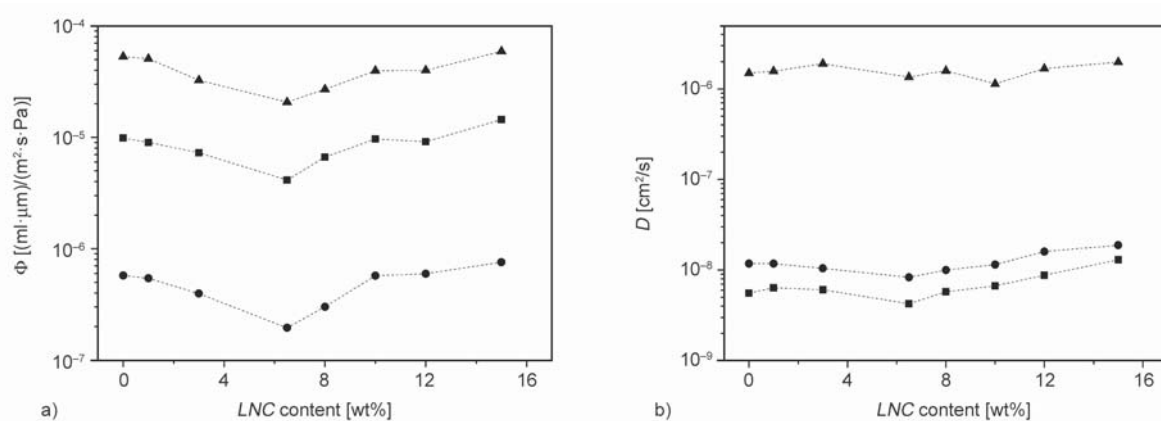 10⁻⁴
10⁻⁵
10⁻⁶
10⁻⁷
Φ [(ml·μm)/(m²·s·Pa)]
0 4 8 12 16
LNC content [wt%]
a)
10⁻⁶
10⁻⁷
10⁻⁸
10⁻⁹
D [cm²/s]
0 4 8 12 16
LNC content [wt%]
b)